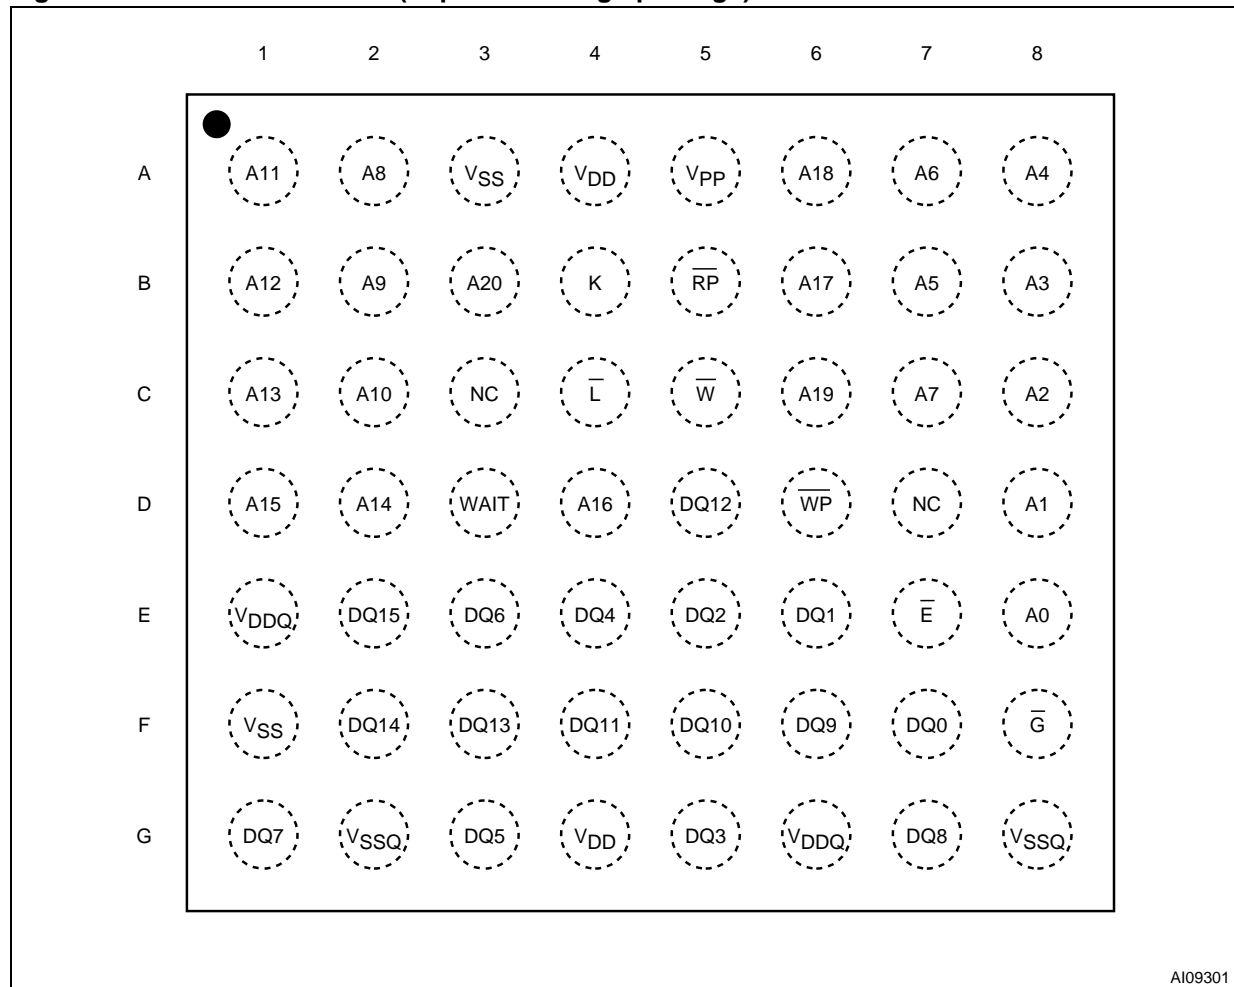 1 2 3 4 5 6 7 8
A A11 A8 VSS VDD VPP A18 A6 A4
B A12 A9 A20 K R̅P̅ A17 A5 A3
C A13 A10 NC L̅ W̅ A19 A7 A2
D A15 A14 WAIT A16 DQ12 W̅P̅ NC A1
E VDDQ DQ15 DQ6 DQ4 DQ2 DQ1 E̅ A0
F VSS DQ14 DQ13 DQ11 DQ10 DQ9 DQ0 G̅
G DQ7 VSSQ DQ5 VDD DQ3 VDDQ DQ8 VSSQ
AI09301